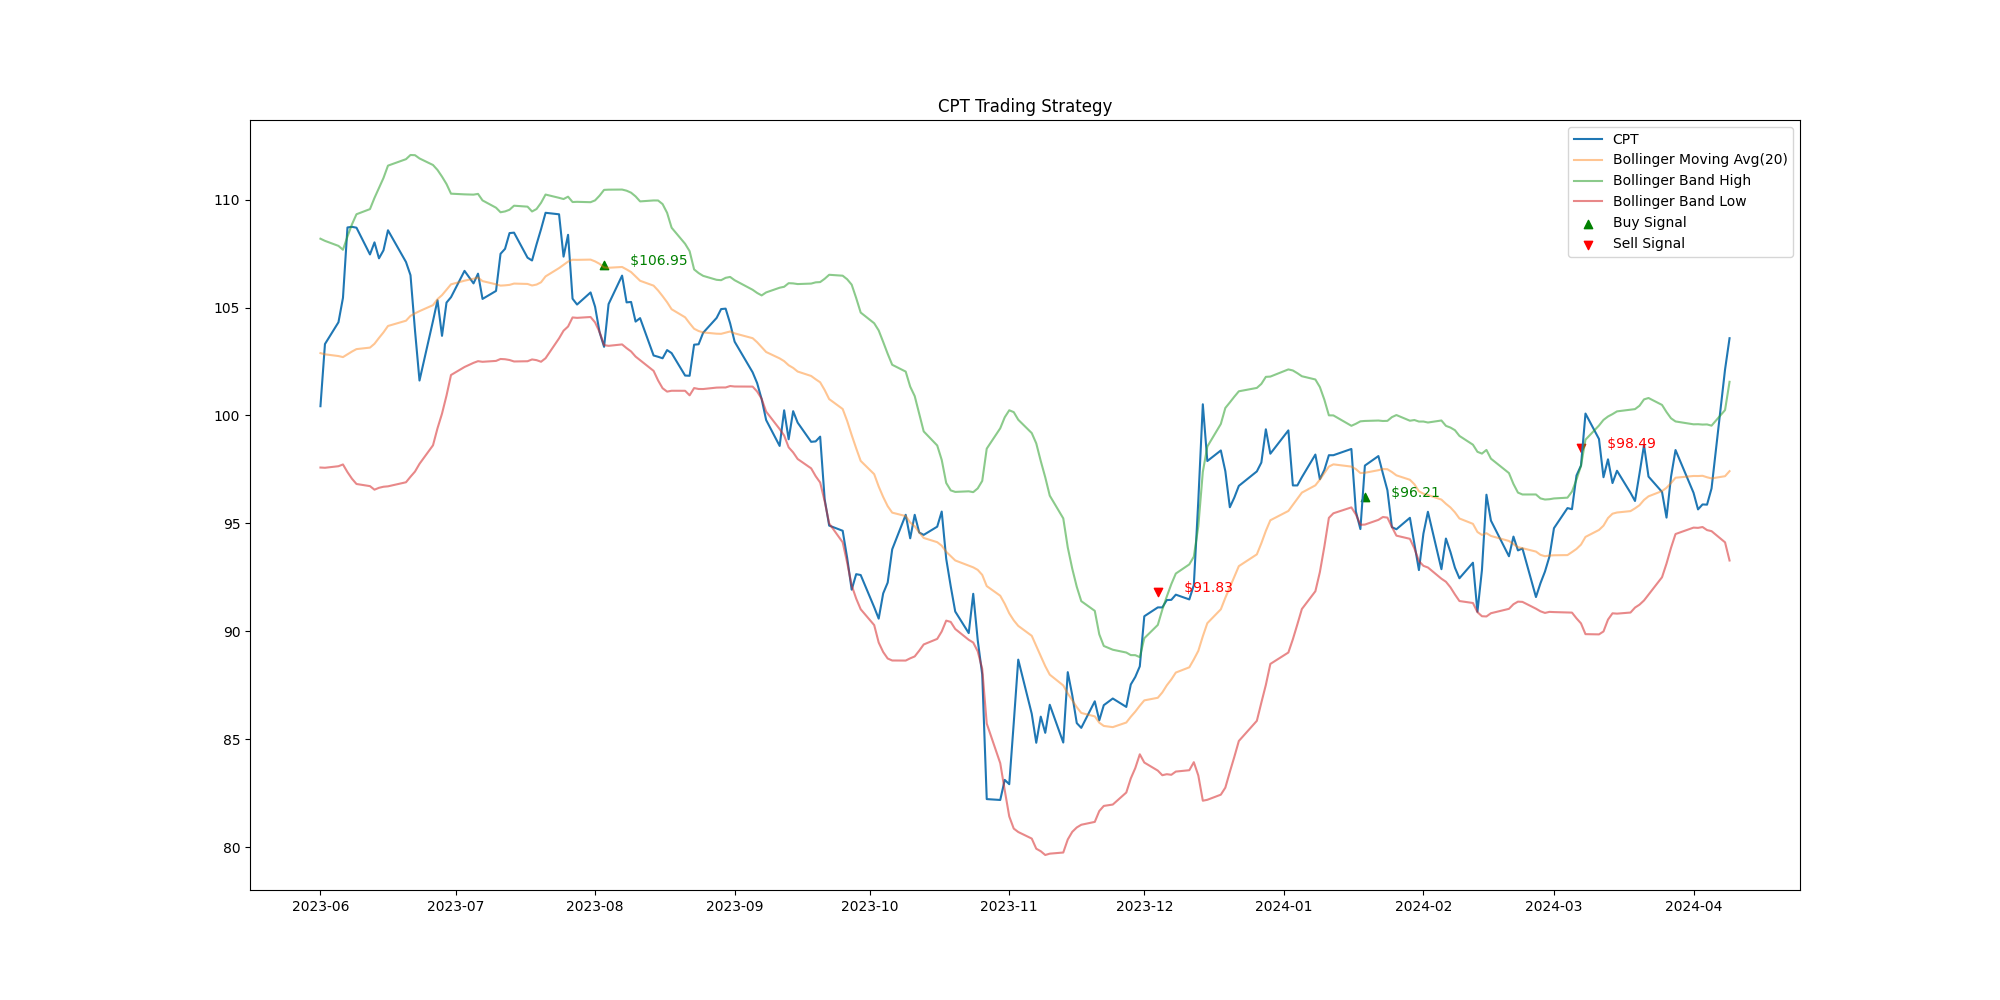 CPT Trading Strategy
CPT
Bollinger Moving Avg(20)
Bollinger Band High
Bollinger Band Low
Buy Signal
Sell Signal
110
105
100
95
90
85
80
$106.95
$91.83
$96.21
$98.49
2023-06 2023-07 2023-08 2023-09 2023-10 2023-11 2023-12 2024-01 2024-02 2024-03 2024-04